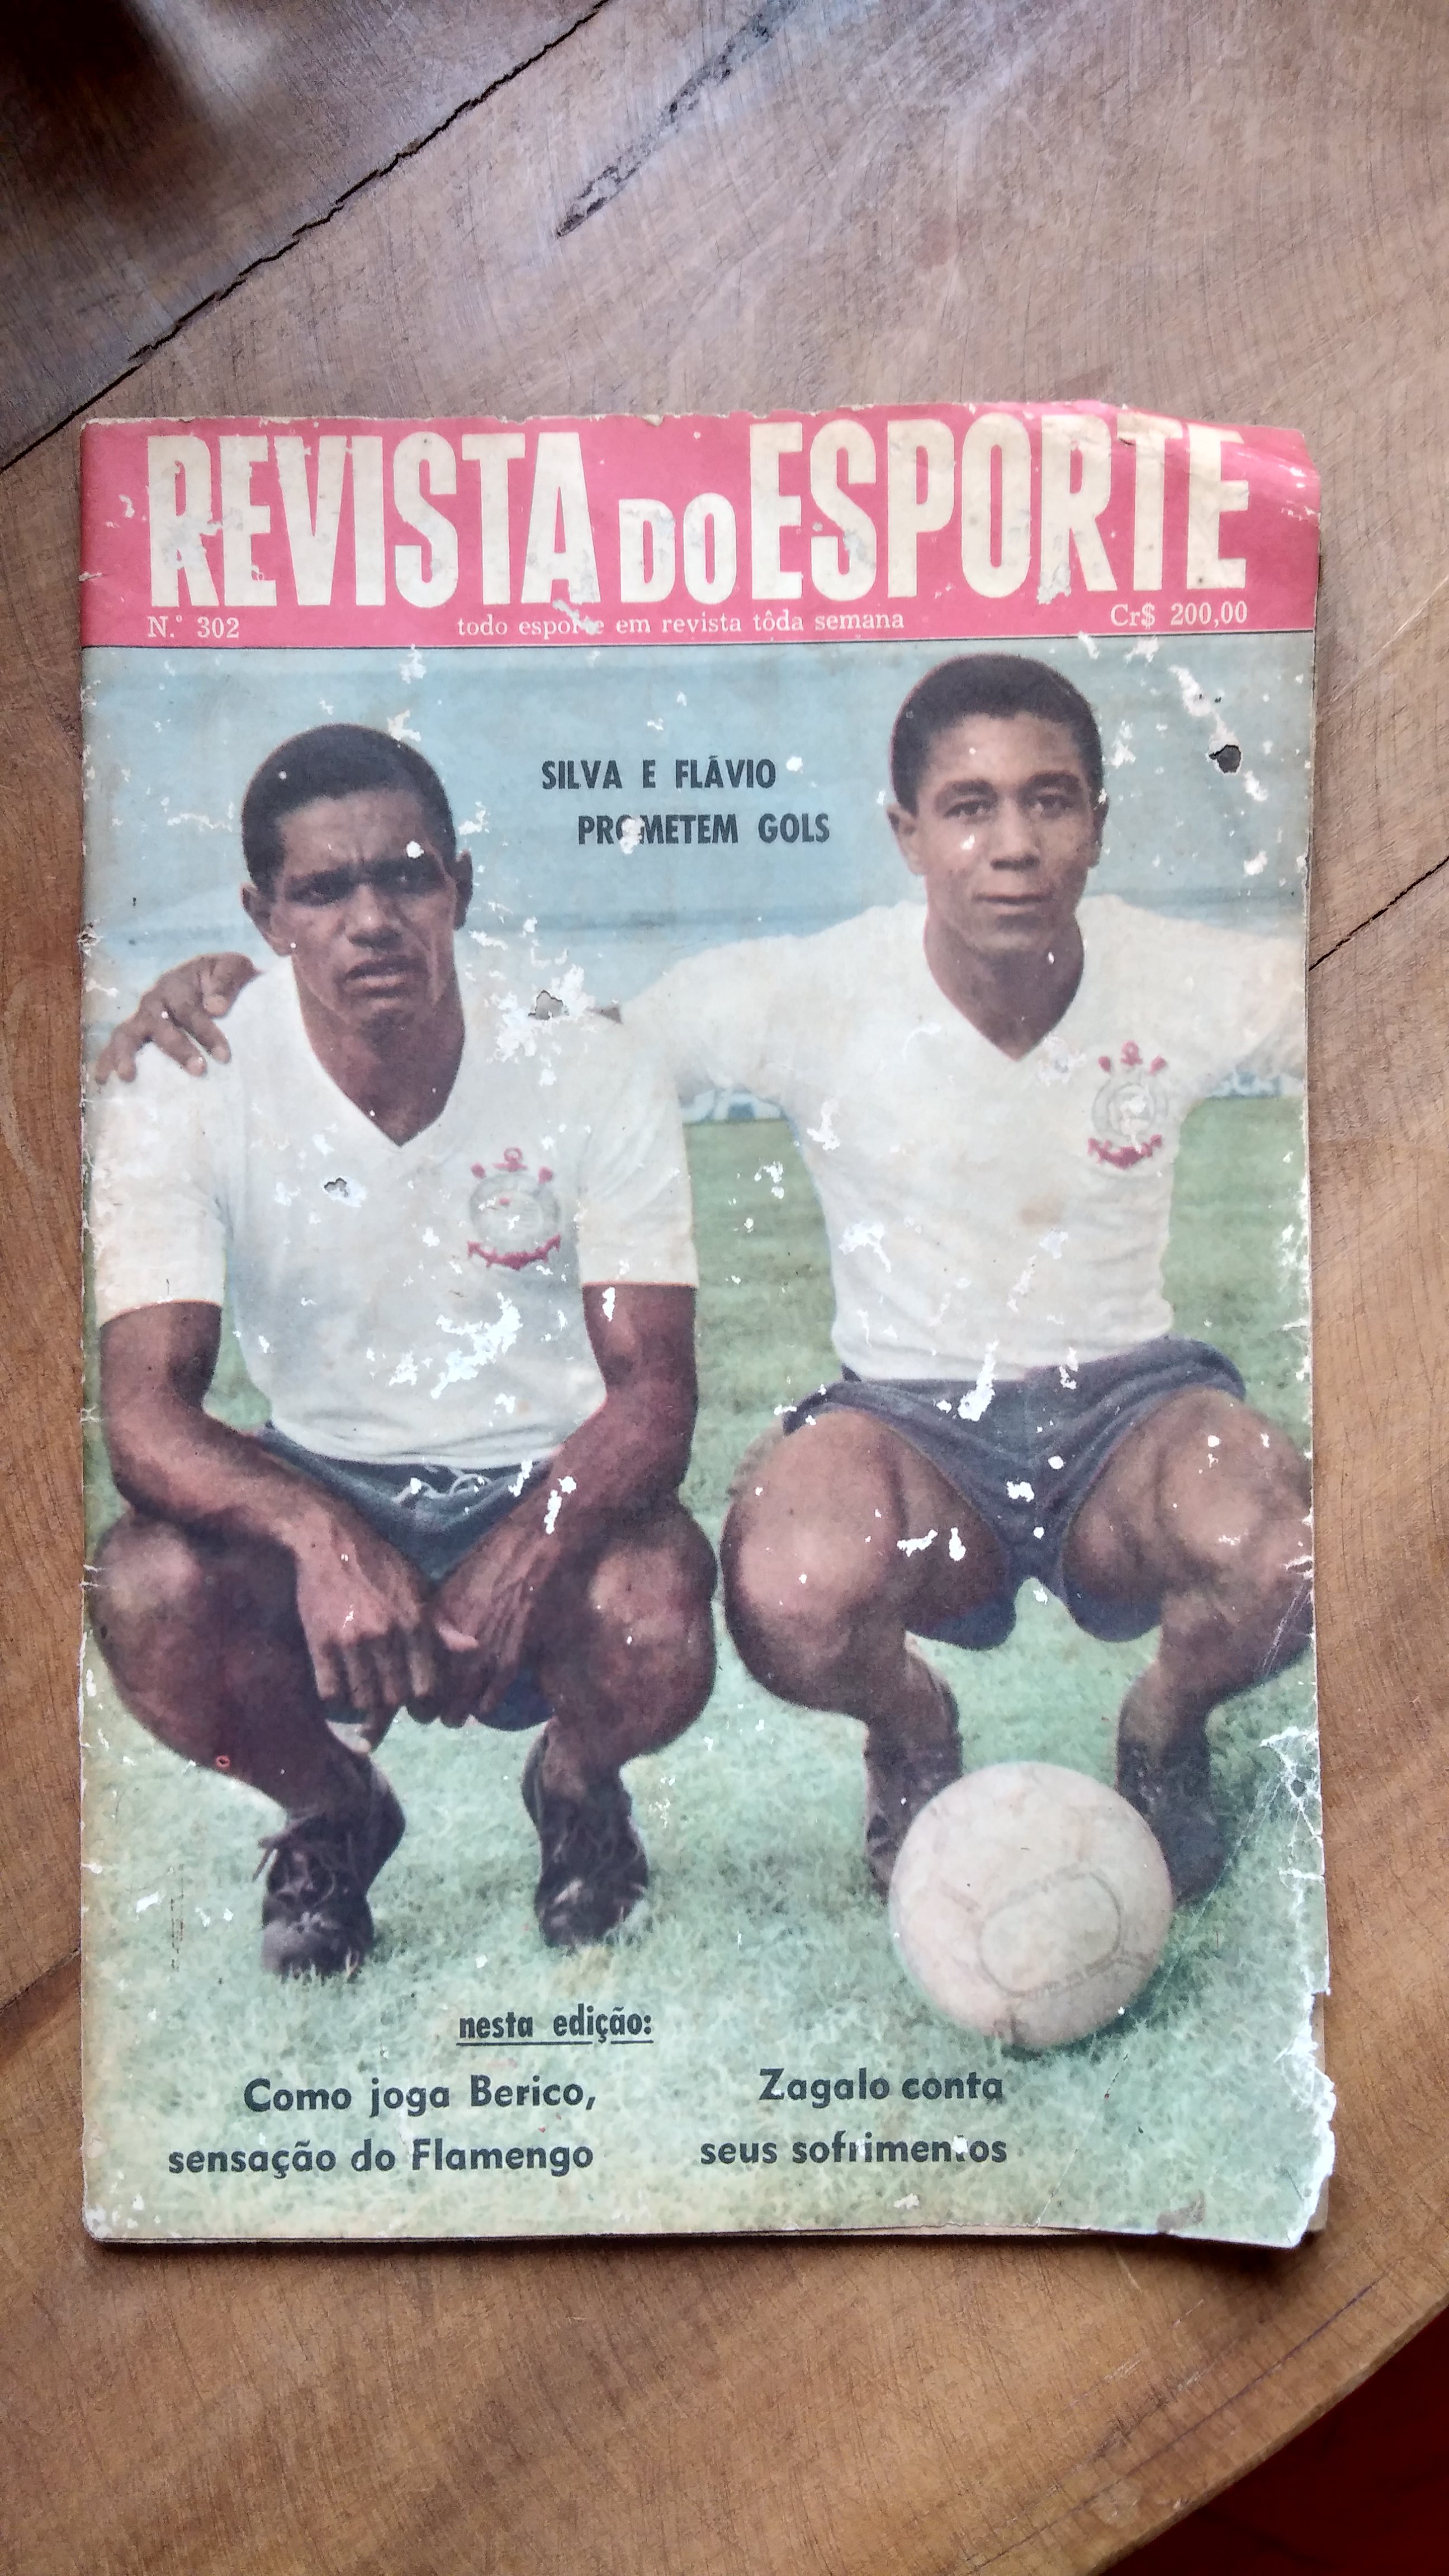 REVISTA DO ESPORTE
N.º 302
todo esporte em revista tôda semana
Cr$ 200,00
SILVA E FLÁVIO
PROMETEM GOLS
nesta edição:
Como joga Berico,
sensação do Flamengo
Zagalo conta
seus sofrimentos